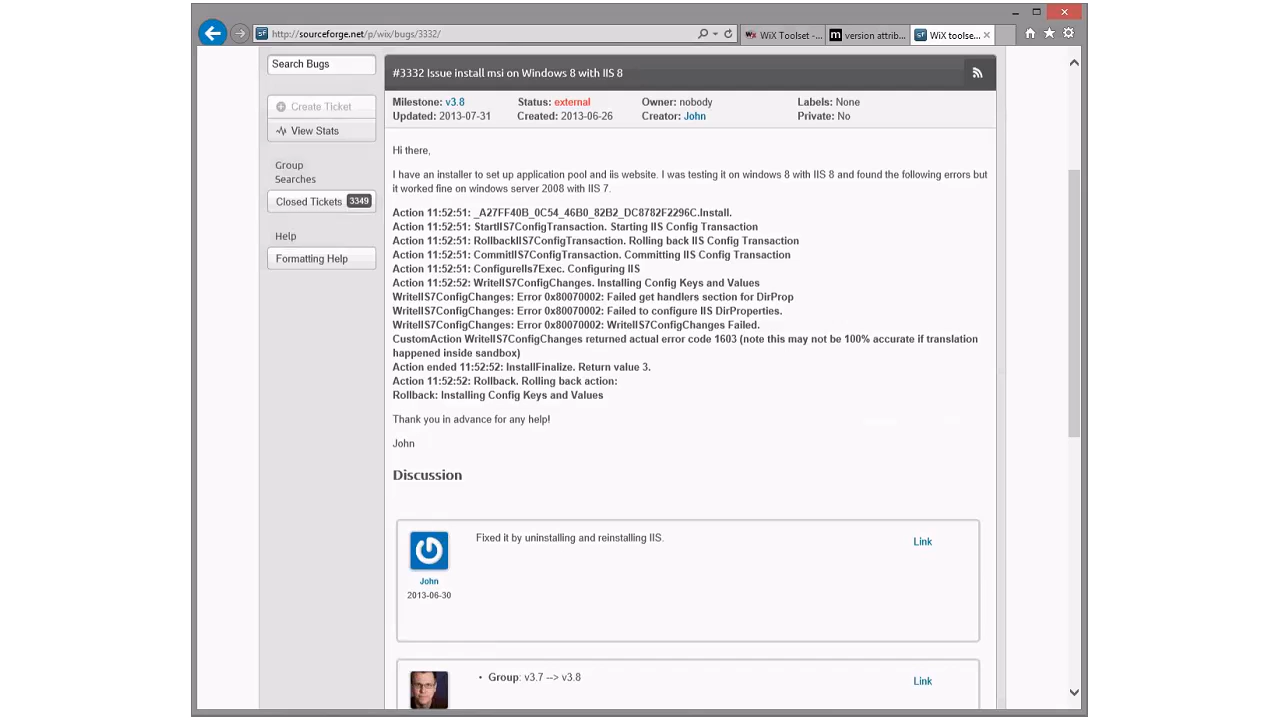 http://sourceforge.net/p/wix/bugs/3332/
WiX Toolset -...
version attrib...
WiX toolse...
Search Bugs
Create Ticket
View Stats
Group
Searches
Closed Tickets 3349
Help
Formatting Help
#3332 Issue install msi on Windows 8 with IIS 8
Milestone: v3.8 Status: external Owner: nobody Labels: None
Updated: 2013-07-31 Created: 2013-06-26 Creator: John Private: No
Hi there,
I have an installer to set up application pool and iis website. I was testing it on windows 8 with IIS 8 and found the following errors but
it worked fine on windows server 2008 with IIS 7.
Action 11:52:51: _A27FF40B_0C54_46B0_82B2_DC8782F2296C.Install.
Action 11:52:51: StartIIS7ConfigTransaction. Starting IIS Config Transaction
Action 11:52:51: RollbackIIS7ConfigTransaction. Rolling back IIS Config Transaction
Action 11:52:51: CommitIIS7ConfigTransaction. Committing IIS Config Transaction
Action 11:52:51: ConfigureIIs7Exec. Configuring IIS
Action 11:52:52: WriteIIS7ConfigChanges. Installing Config Keys and Values
WriteIIS7ConfigChanges: Error 0x80070002: Failed get handlers section for DirProp
WriteIIS7ConfigChanges: Error 0x80070002: Failed to configure IIS DirProperties.
WriteIIS7ConfigChanges: Error 0x80070002: WriteIIS7ConfigChanges Failed.
CustomAction WriteIIS7ConfigChanges returned actual error code 1603 (note this may not be 100% accurate if translation
happened inside sandbox)
Action ended 11:52:52: InstallFinalize. Return value 3.
Action 11:52:52: Rollback. Rolling back action:
Rollback: Installing Config Keys and Values
Thank you in advance for any help!
John
Discussion
Fixed it by uninstalling and reinstalling IIS.
Link
John
2013-06-30
• Group: v3.7 --> v3.8
Link